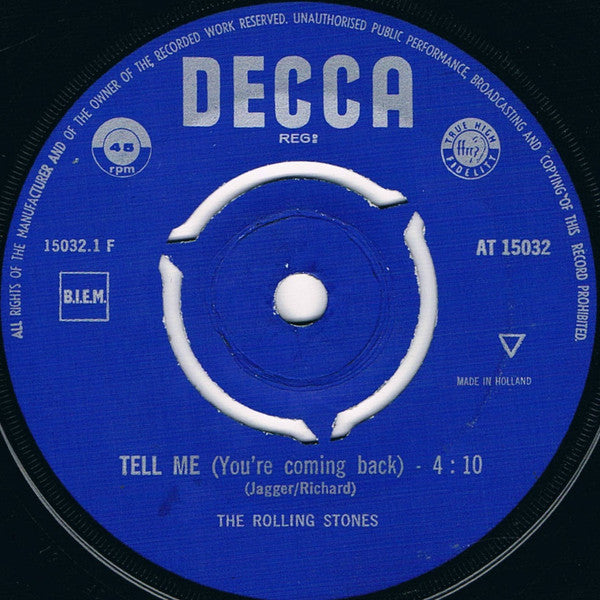 ALL RIGHTS OF THE MANUFACTURER AND OF THE OWNER OF THE RECORDED WORK RESERVED. UNAUTHORISED PUBLIC PERFORMANCE, BROADCASTING AND COPYING OF THIS RECORD PROHIBITED.
DECCA
REGD
45
rpm
TRUE HIGH
ffrr
FIDELITY
15032.1 F
AT 15032
B.I.E.M.
MADE IN HOLLAND
TELL ME (You're coming back) - 4 : 10
(Jagger/Richard)
THE ROLLING STONES